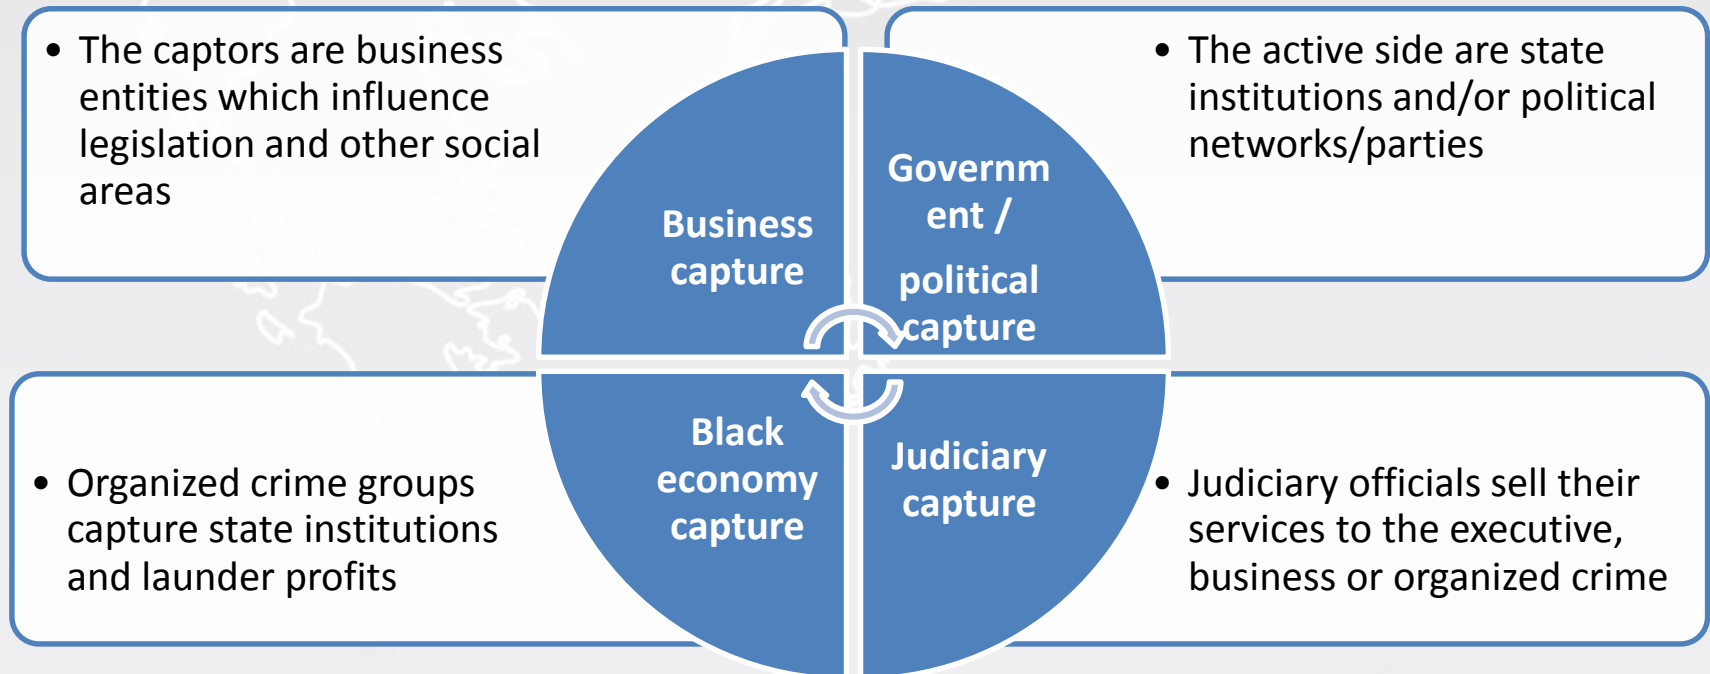 • The captors are business
entities which influence
legislation and other social
areas
• The active side are state
institutions and/or political
networks/parties
Business
capture
Governm
ent /
political
capture
Black
economy
capture
Judiciary
capture
• Organized crime groups
capture state institutions
and launder profits
• Judiciary officials sell their
services to the executive,
business or organized crime